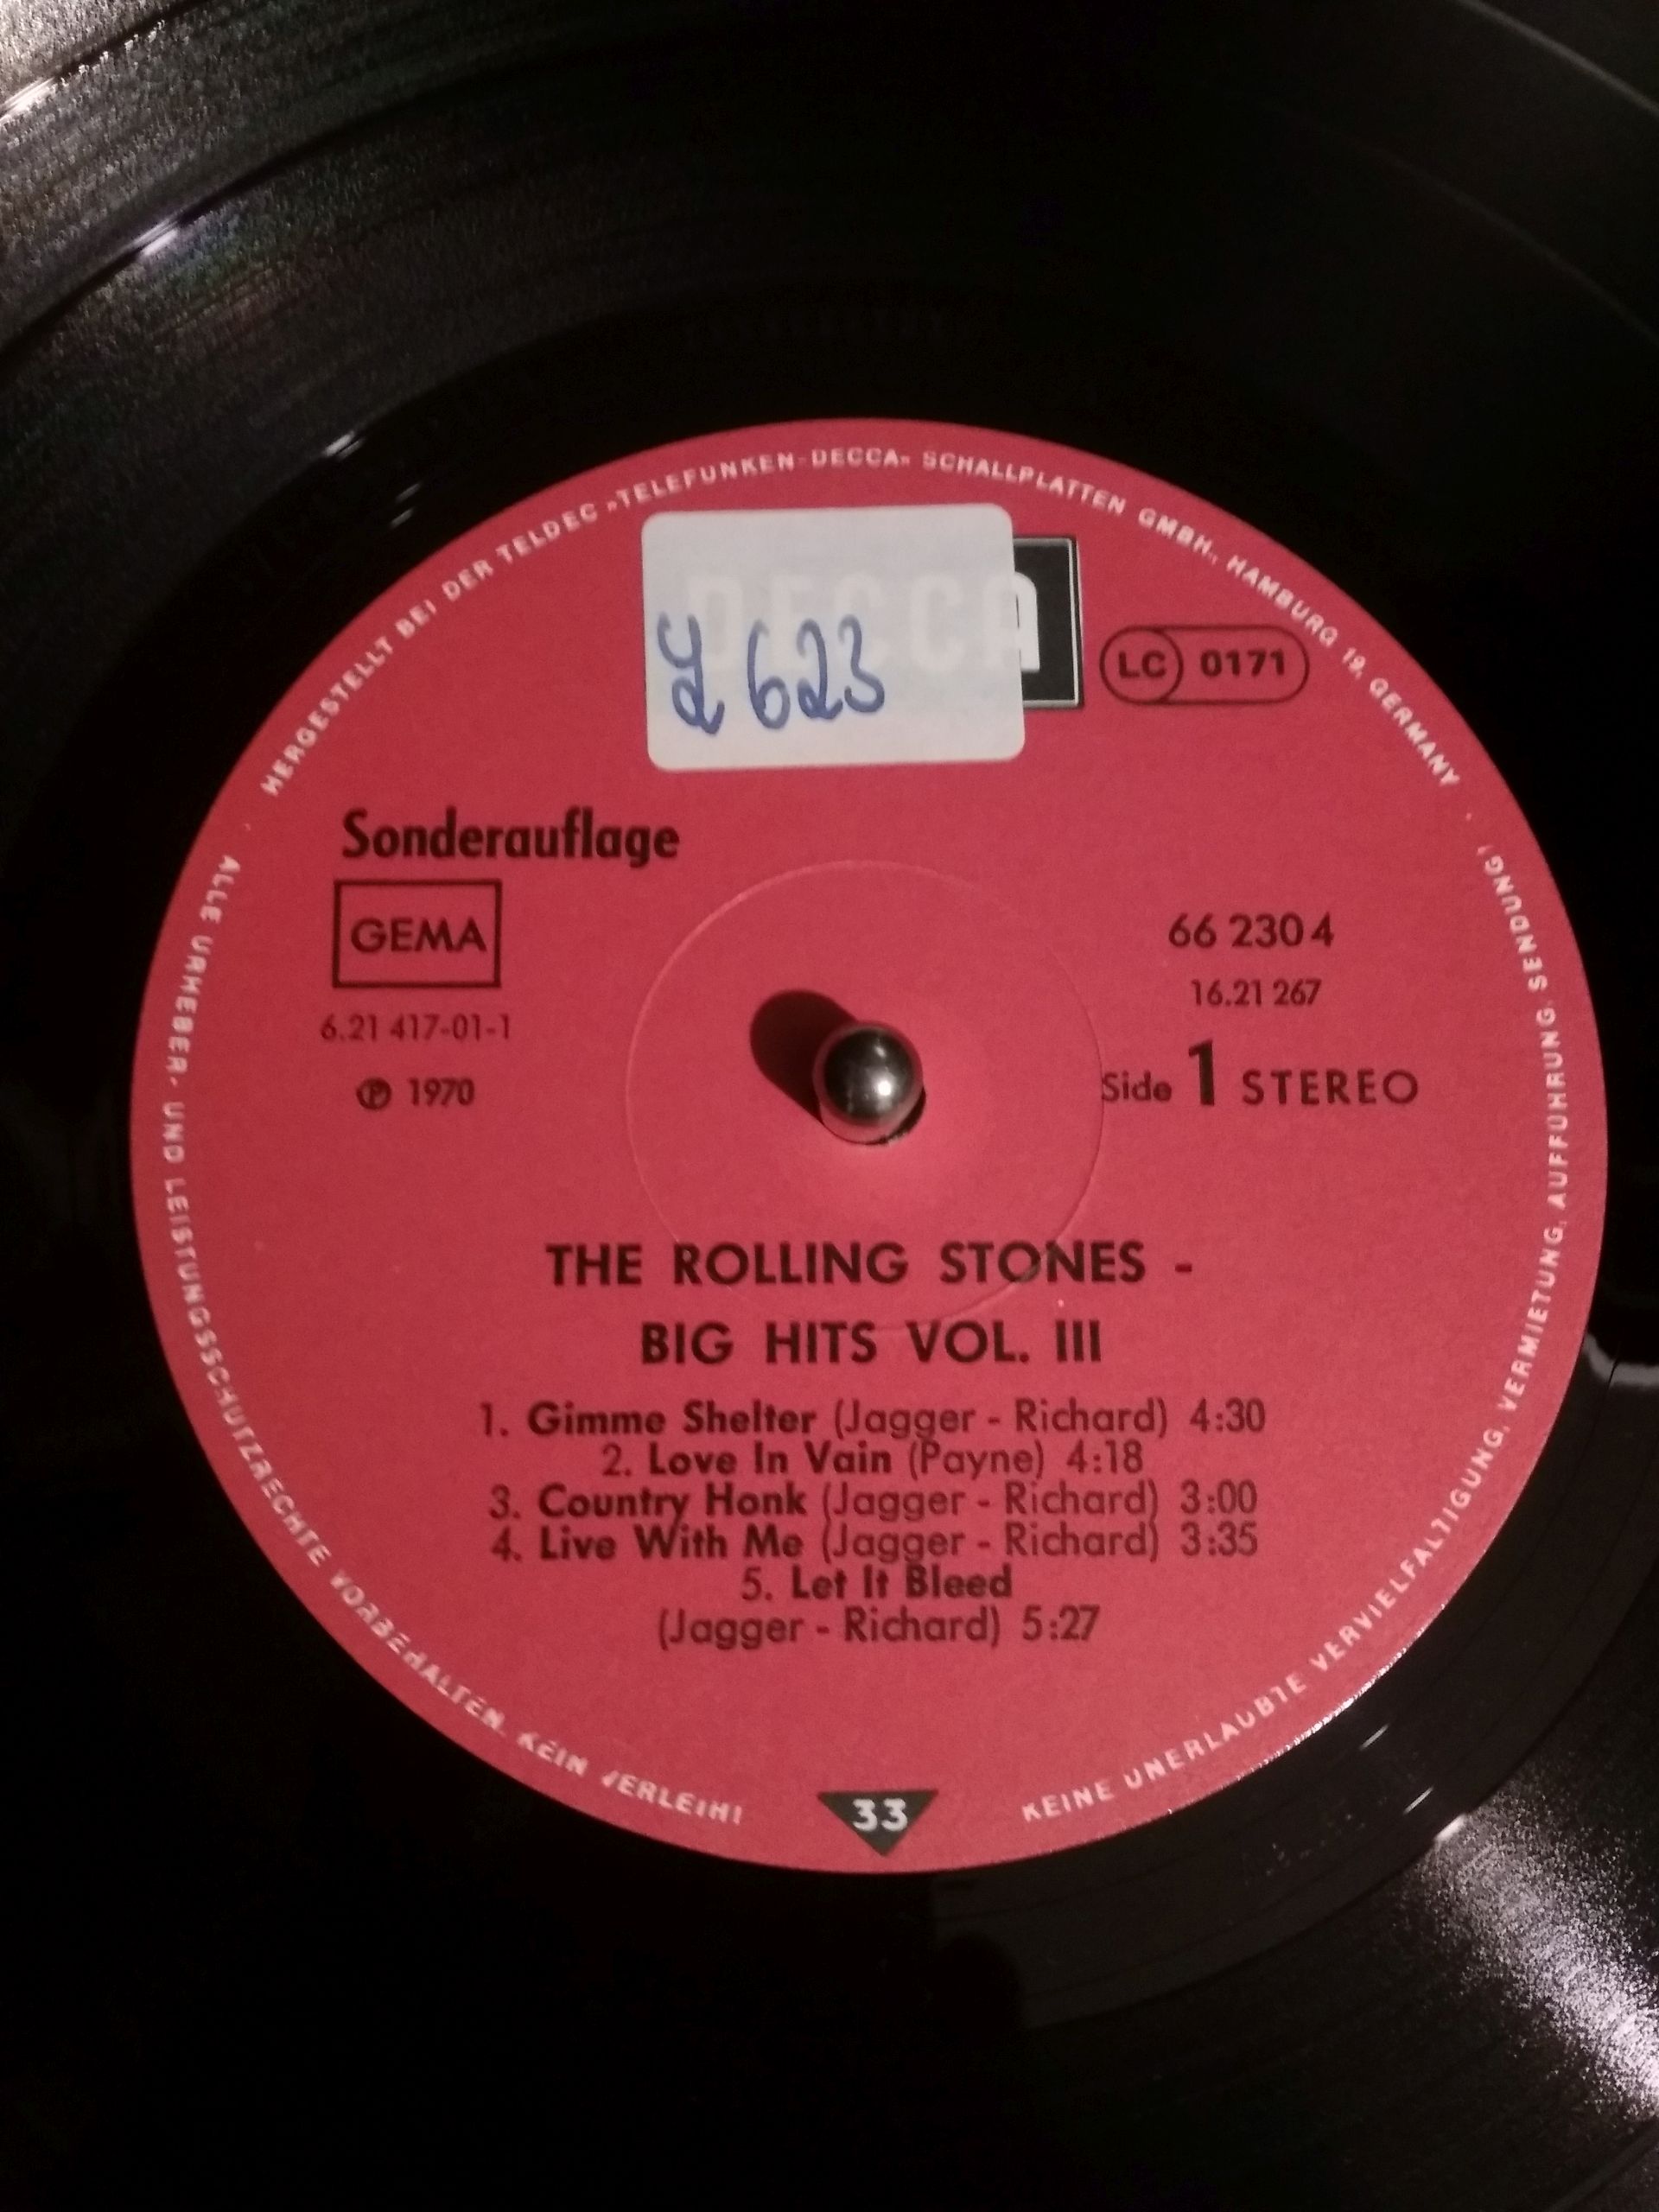 HERGESTELLT BEI DER TELDEC »TELEFUNKEN-DECCA« SCHALLPLATTEN GMBH., HAMBURG 19, GERMANY
DECCA
623
LC 0171
Sonderauflage
GEMA
66 2304
16.21 267
6.21 417-01-1
℗ 1970
Side 1 STEREO
THE ROLLING STONES -
BIG HITS VOL. III
1. Gimme Shelter (Jagger - Richard) 4:30
2. Love In Vain (Payne) 4:18
3. Country Honk (Jagger - Richard) 3:00
4. Live With Me (Jagger - Richard) 3:35
5. Let It Bleed
(Jagger - Richard) 5:27
33
ALLE URHEBER- UND LEISTUNGSSCHUTZRECHTE VORBEHALTEN. KEIN VERLEIH!
KEINE UNERLAUBTE VERVIELFALTIGUNG, VERMIETUNG, AUFFÜHRUNG, SENDUNG!